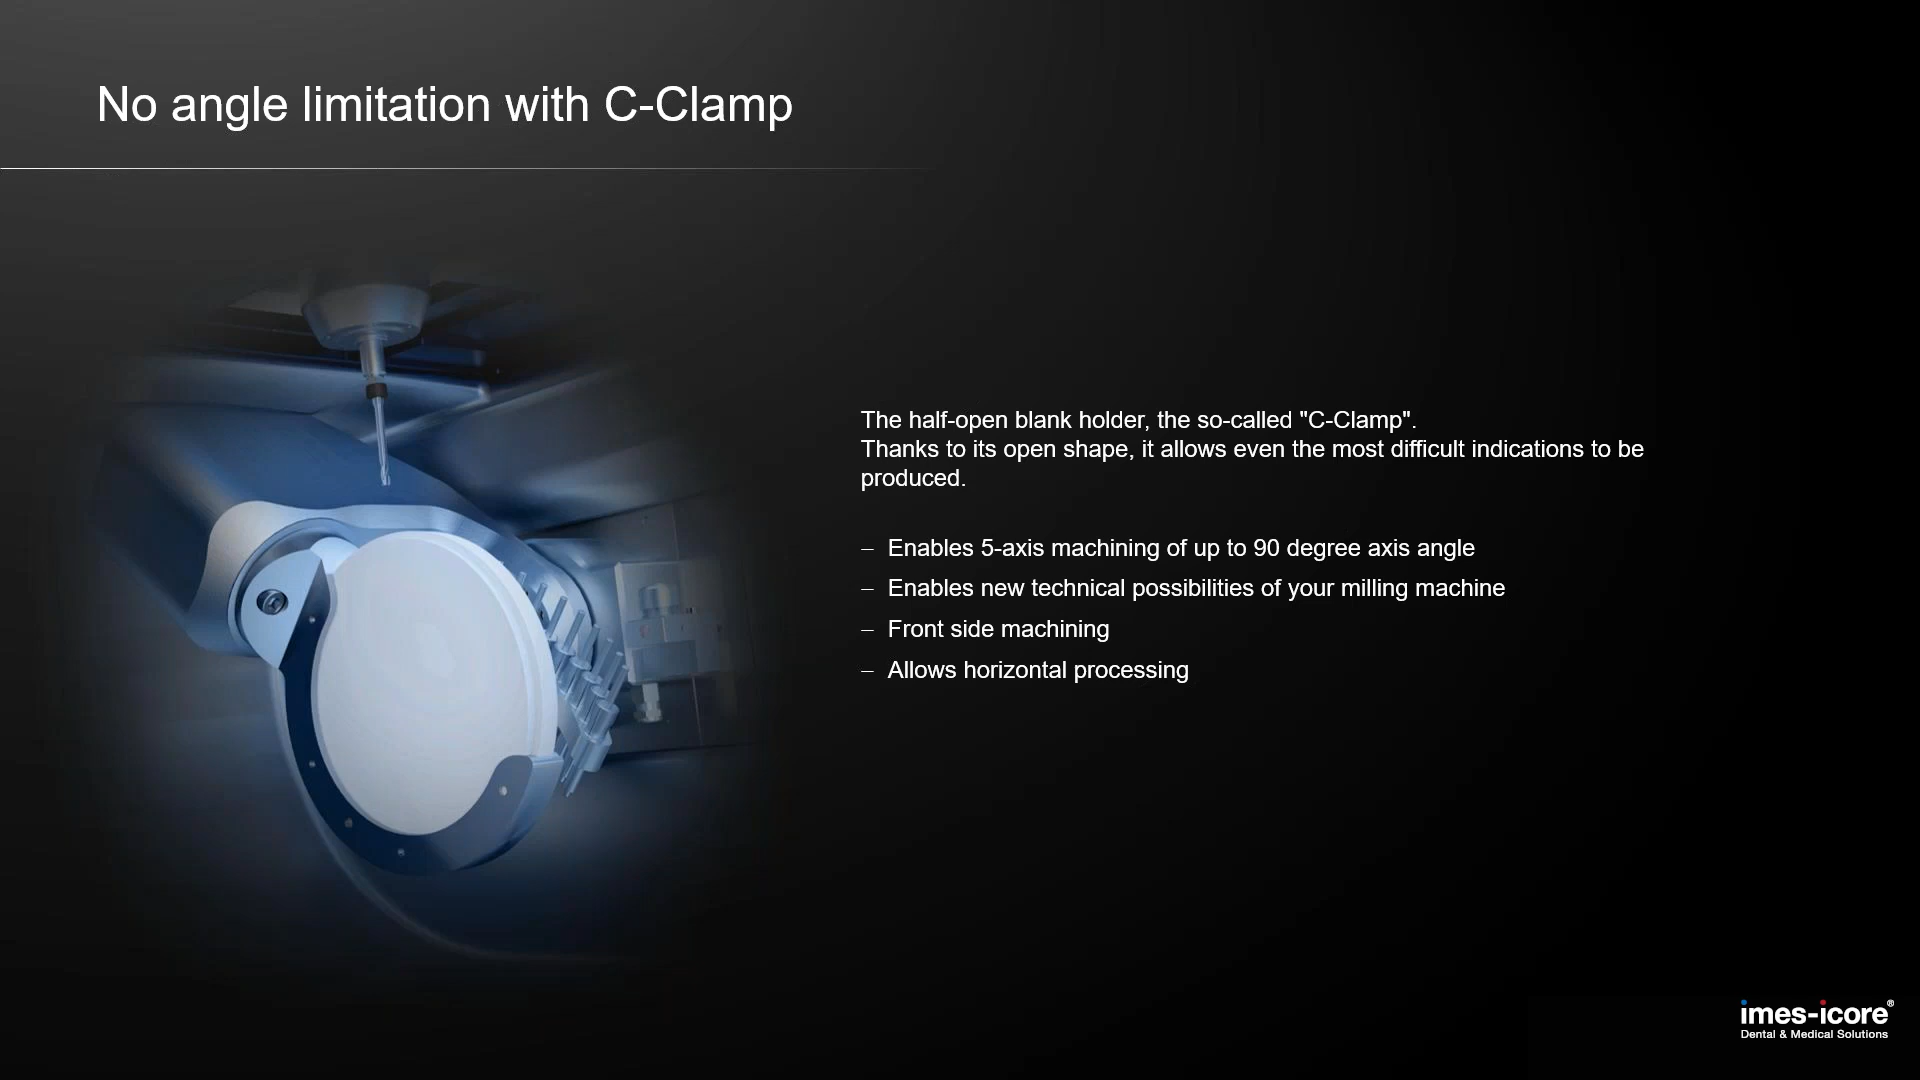 No angle limitation with C-Clamp
The half-open blank holder, the so-called "C-Clamp".
Thanks to its open shape, it allows even the most difficult indications to be
produced.
– Enables 5-axis machining of up to 90 degree axis angle
– Enables new technical possibilities of your milling machine
– Front side machining
– Allows horizontal processing
imes-icore®
Dental & Medical Solutions